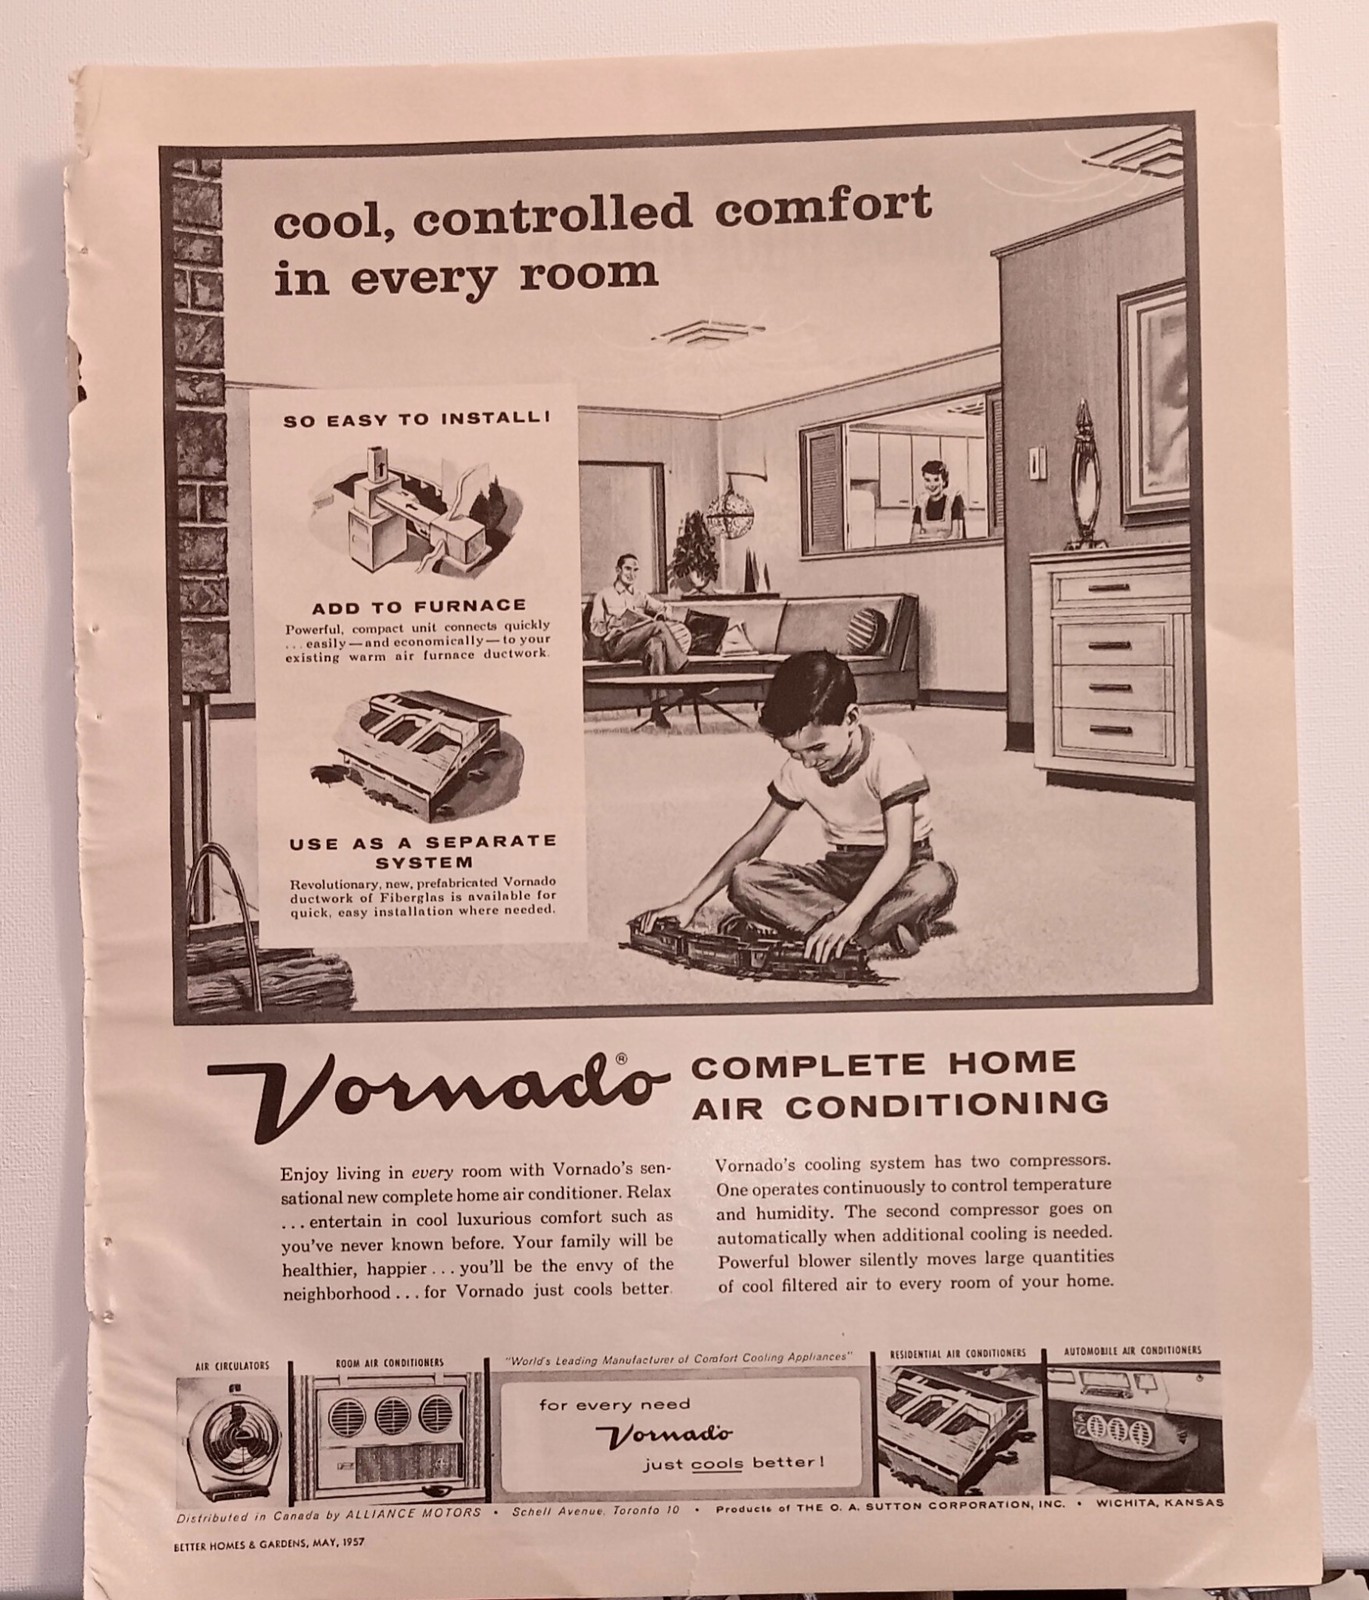 cool, controlled comfort
in every room
SO EASY TO INSTALL!
ADD TO FURNACE
Powerful, compact unit connects quickly
... easily—and economically—to your
existing warm air furnace ductwork.
USE AS A SEPARATE
SYSTEM
Revolutionary, new, prefabricated Vornado
ductwork of Fiberglas is available for
quick, easy installation where needed.
Vornado®
COMPLETE HOME
AIR CONDITIONING
Enjoy living in every room with Vornado's sen-
sational new complete home air conditioner. Relax
... entertain in cool luxurious comfort such as
you've never known before. Your family will be
healthier, happier ... you'll be the envy of the
neighborhood ... for Vornado just cools better.
Vornado's cooling system has two compressors.
One operates continuously to control temperature
and humidity. The second compressor goes on
automatically when additional cooling is needed.
Powerful blower silently moves large quantities
of cool filtered air to every room of your home.
AIR CIRCULATORS
ROOM AIR CONDITIONERS
"World's Leading Manufacturer of Comfort Cooling Appliances"
for every need
Vornado
just cools better!
RESIDENTIAL AIR CONDITIONERS
AUTOMOBILE AIR CONDITIONERS
Distributed in Canada by ALLIANCE MOTORS • Schell Avenue, Toronto 10 • Products of THE O. A. SUTTON CORPORATION, INC. • WICHITA, KANSAS
BETTER HOMES & GARDENS, MAY, 1957